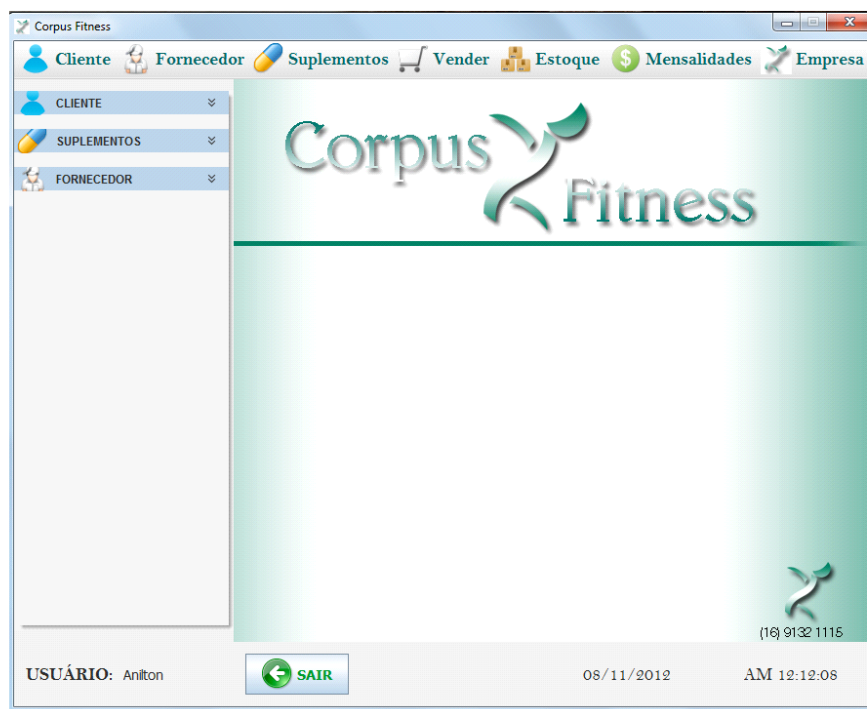 Corpus Fitness
Cliente Fornecedor Suplementos Vender Estoque $ Mensalidades Empresa
CLIENTE
SUPLEMENTOS
FORNECEDOR
Corpus
Fitness
(16) 9132 1115
USUÁRIO: Anilton SAIR 08/11/2012 AM 12:12:08